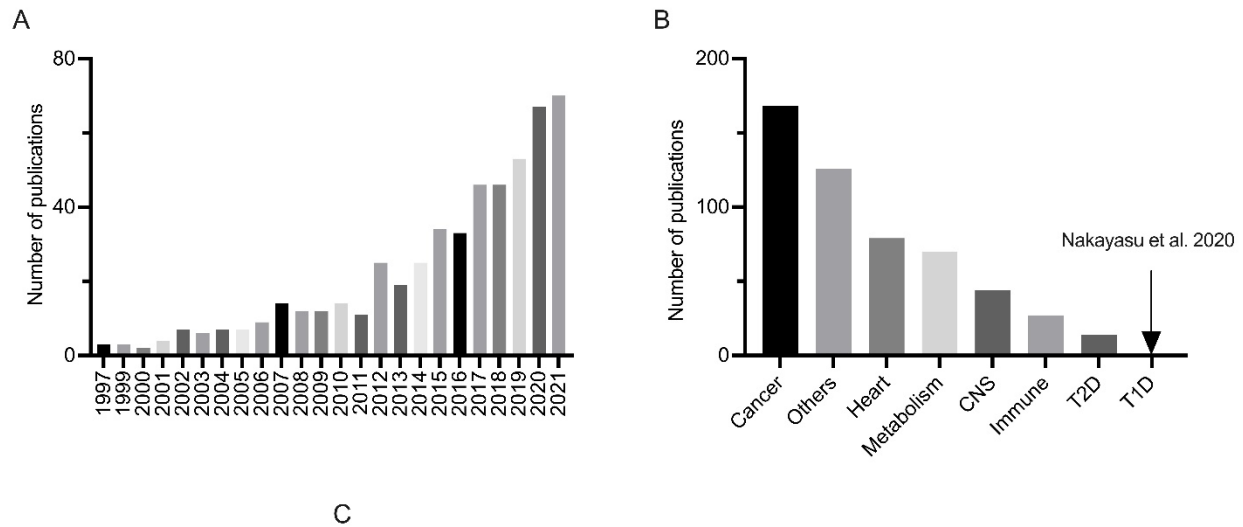 A
80
40
0
Number of publications
1997
1999
2000
2001
2002
2003
2004
2005
2006
2007
2008
2009
2010
2011
2012
2013
2014
2015
2016
2017
2018
2019
2020
2021
B
200
100
0
Number of publications
Nakayasu et al. 2020
Cancer
Others
Heart
Metabolism
CNS
Immune
T2D
T1D
C